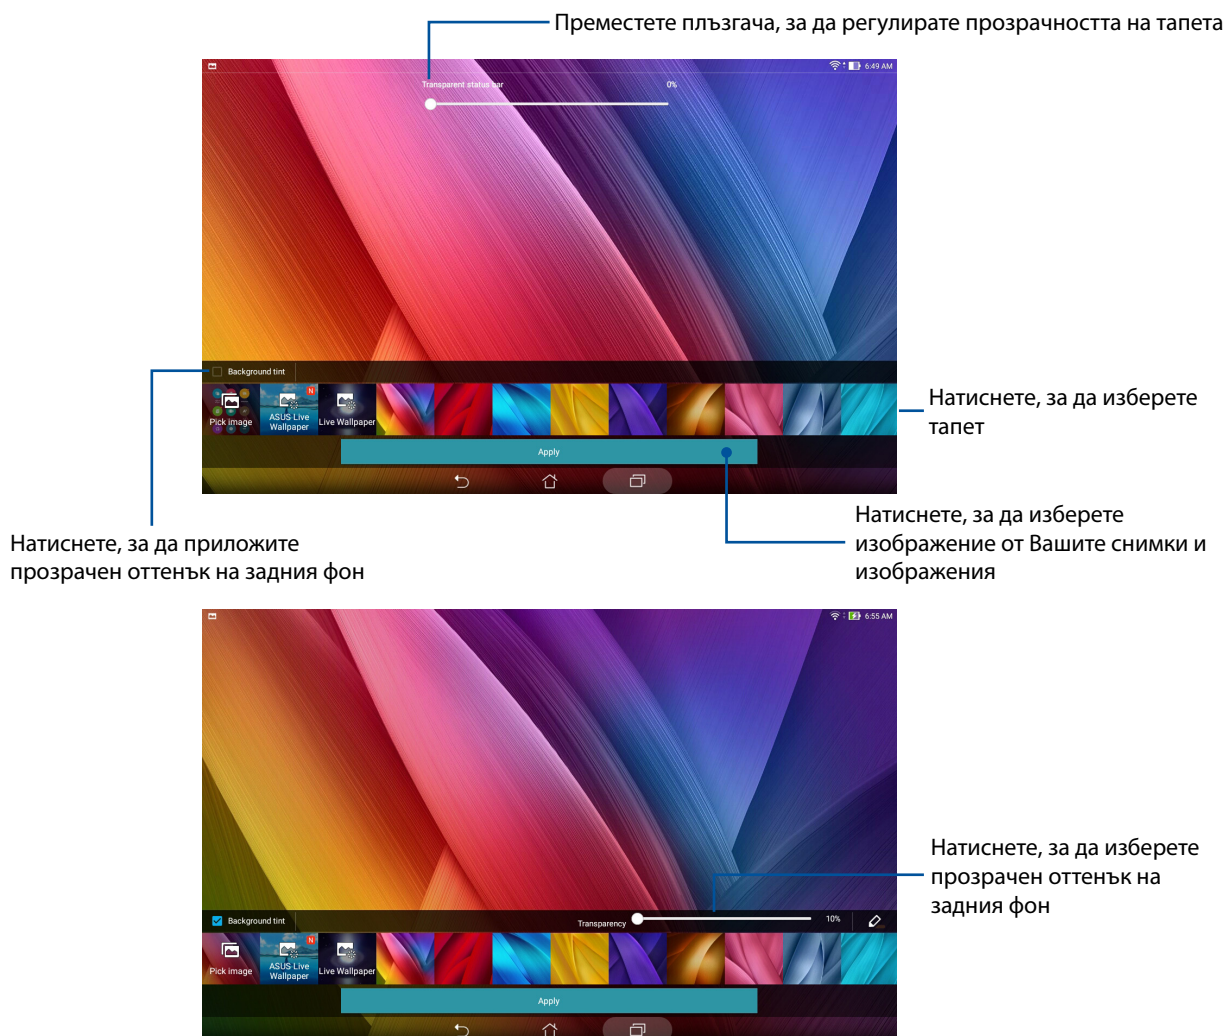 Преместете плъзгача, за да регулирате прозрачността на тапета
6:49 AM
Transparent status bar 0%
Background tint
Pick image
N
ASUS Live
Wallpaper
Live Wallpaper
Apply
Натиснете, за да изберете
тапет
Натиснете, за да изберете
изображение от Вашите снимки и
изображения
Натиснете, за да приложите
прозрачен оттенък на задния фон
6:55 AM
Натиснете, за да изберете
прозрачен оттенък на
задния фон
Background tint
Transparency 10%
Pick image
N
ASUS Live
Wallpaper
Live Wallpaper
Apply